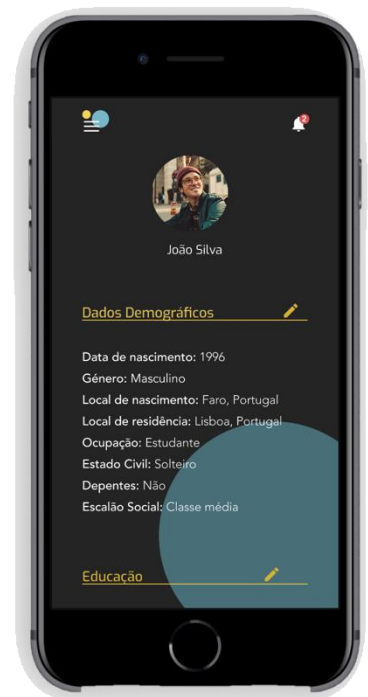 2
João Silva
Dados Demográficos
Data de nascimento: 1996
Género: Masculino
Local de nascimento: Faro, Portugal
Local de residência: Lisboa, Portugal
Ocupação: Estudante
Estado Civil: Solteiro
Depentes: Não
Escalão Social: Classe média
Educação